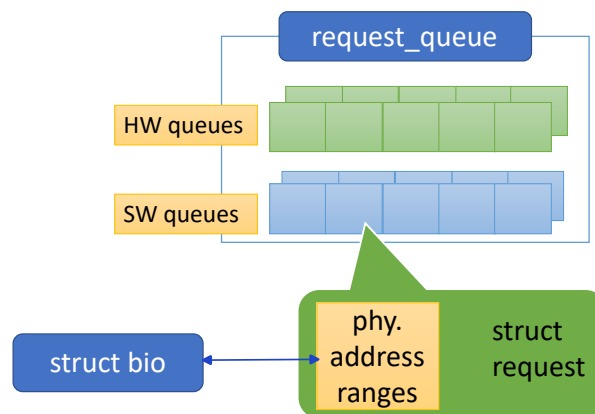 request_queue
HW queues
SW queues
phy.
address
ranges
struct
request
struct bio